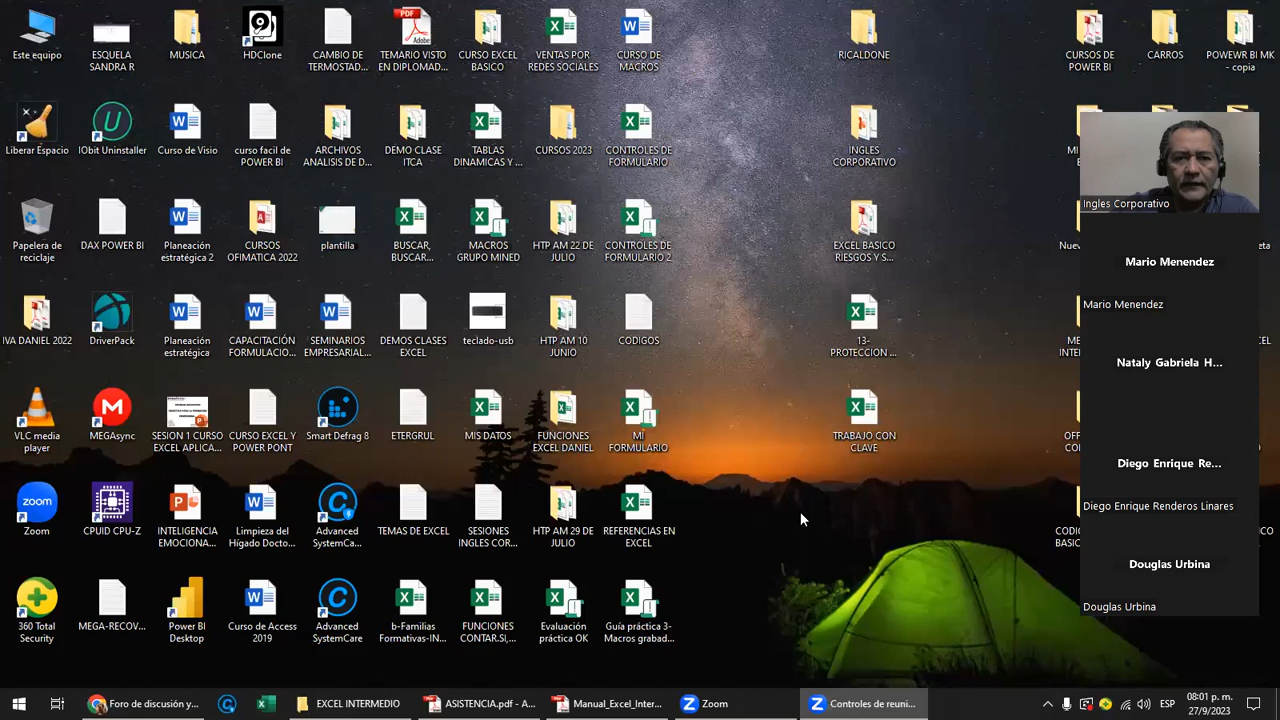 Este equipo
ESQUELA
SANDRA R
MUSICA
HDClone
CAMBIO DE
TERMOSTAD...
TEMARIO VISTO
EN DIPLOMAD...
CURSO EXCEL
BASICO
VENTAS POR
REDES SOCIALES
CURSO DE
MACROS
RICALDONE
CURSOS DE
POWER BI
CARROS
POWEWR BI MK
- copia
Liberar Espacio
IObit Uninstaller
Curso de Visio
curso facil de
POWER BI
ARCHIVOS
ANALISIS DE D...
DEMO CLASE
ITCA
TABLAS
DINAMICAS Y ...
CURSOS 2023
CONTROLES DE
FORMULARIO
INGLES
CORPORATIVO
Ingles Corporativo
Papelera de
reciclaje
DAX POWER BI
Planeación
estratégica 2
CURSOS
OFIMATICA 2022
plantilla
BUSCAR,
BUSCAR...
MACROS
GRUPO MINED
HTP AM 22 DE
JULIO
CONTROLES DE
FORMULARIO 2
EXCEL BASICO
RIESGOS Y S...
Mario Menendez
Mario Menendez
IVA DANIEL 2022
DriverPack
Planeación
estratégica
CAPACITACIÓN
FORMULACIO...
SEMINARIOS
EMPRESARIAL...
DEMOS CLASES
EXCEL
teclado-usb
HTP AM 10
JUNIO
CODIGOS
13-
PROTECCION ...
Nataly Gabriela H...
VLC media
player
MEGAsync
SESION 1 CURSO
EXCEL APLICA...
CURSO EXCEL Y
POWER PONT
Smart Defrag 8
ETERGRUL
MIS DATOS
FUNCIONES
EXCEL DANIEL
MI
FORMULARIO
TRABAJO CON
CLAVE
Diego Enrique Re...
Diego Enrique Renderos Linares
zoom
Zoom
CPUID CPU-Z
INTELIGENCIA
EMOCIONA...
Limpieza del
Hígado Docto...
Advanced
SystemCa...
TEMAS DE EXCEL
SESIONES
INGLES COR...
HTP AM 29 DE
JULIO
REFERENCIAS EN
EXCEL
Douglas Urbina
Douglas Urbina
360 Total
Security
MEGA-RECOV...
Power BI
Desktop
Curso de Access
2019
Advanced
SystemCare
b-Familias
Formativas-IN...
FUNCIONES
CONTAR.SI,...
Evaluación
práctica OK
Guía práctica 3-
Macros grabad...
Foro de discusión y...
EXCEL INTERMEDIO
ASISTENCIA.pdf - A...
Manual_Excel_Inter...
Zoom
Controles de reuni...
ESP
08:01 p. m.
27/9/2023